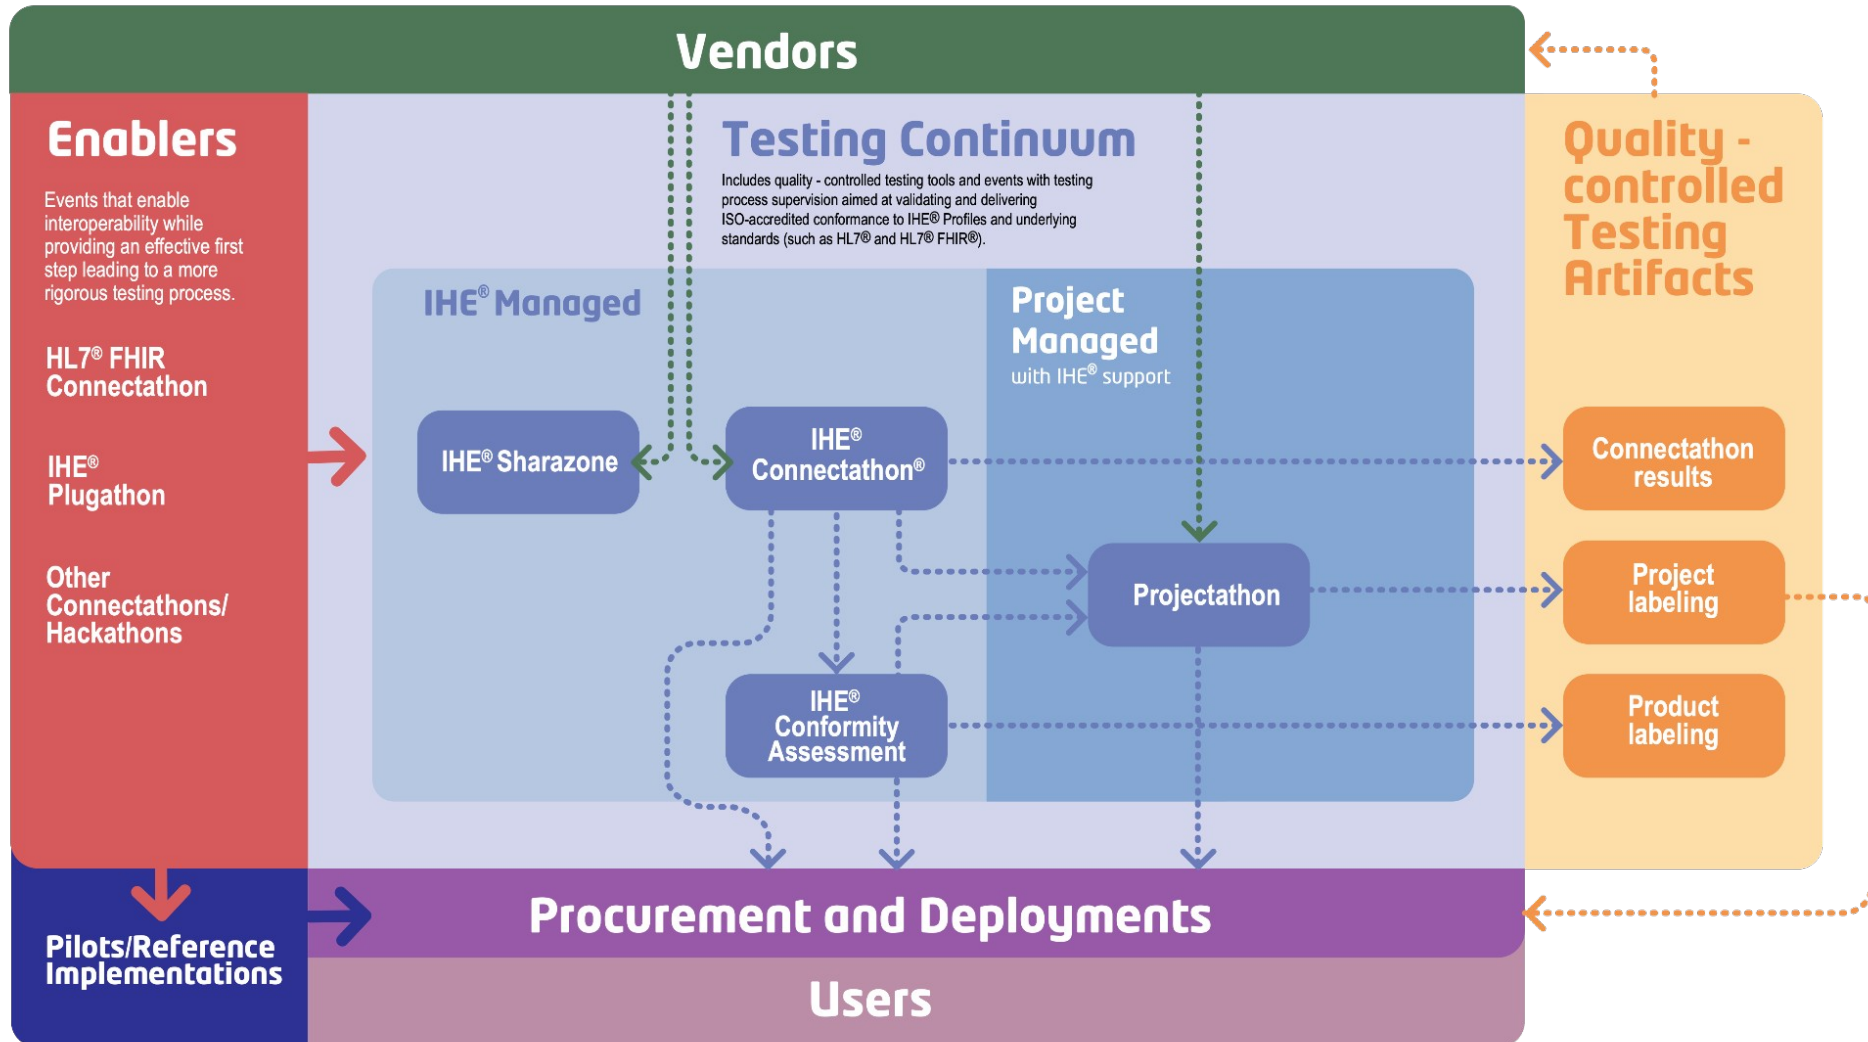 Vendors
Enablers
Events that enable
interoperability while
providing an effective first
step leading to a more
rigorous testing process.
HL7® FHIR
Connectathon
IHE®
Plugathon
Other
Connectathons/
Hackathons
Testing Continuum
Includes quality - controlled testing tools and events with testing
process supervision aimed at validating and delivering
ISO-accredited conformance to IHE® Profiles and underlying
standards (such as HL7® and HL7® FHIR®).
IHE® Managed
IHE® Sharazone
IHE®
Connectathon®
IHE®
Conformity
Assessment
Project
Managed
with IHE® support
Projectathon
Quality -
controlled
Testing
Artifacts
Connectathon
results
Project
labeling
Product
labeling
Pilots/Reference
Implementations
Procurement and Deployments
Users